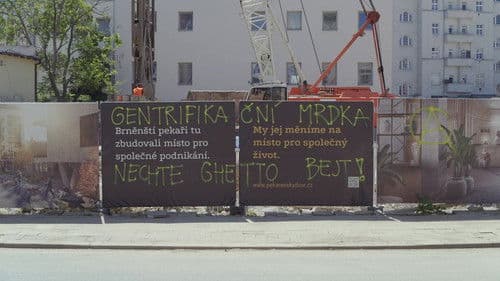 GENTRIFIKAČNÍ MRDKA
Brněnští pekaři tu
zbudovali místo pro
společné podnikání.
My jej měníme na
místo pro společný
život.
NECHTE GHETTO BEJT!
www.pekarenskydvur.cz